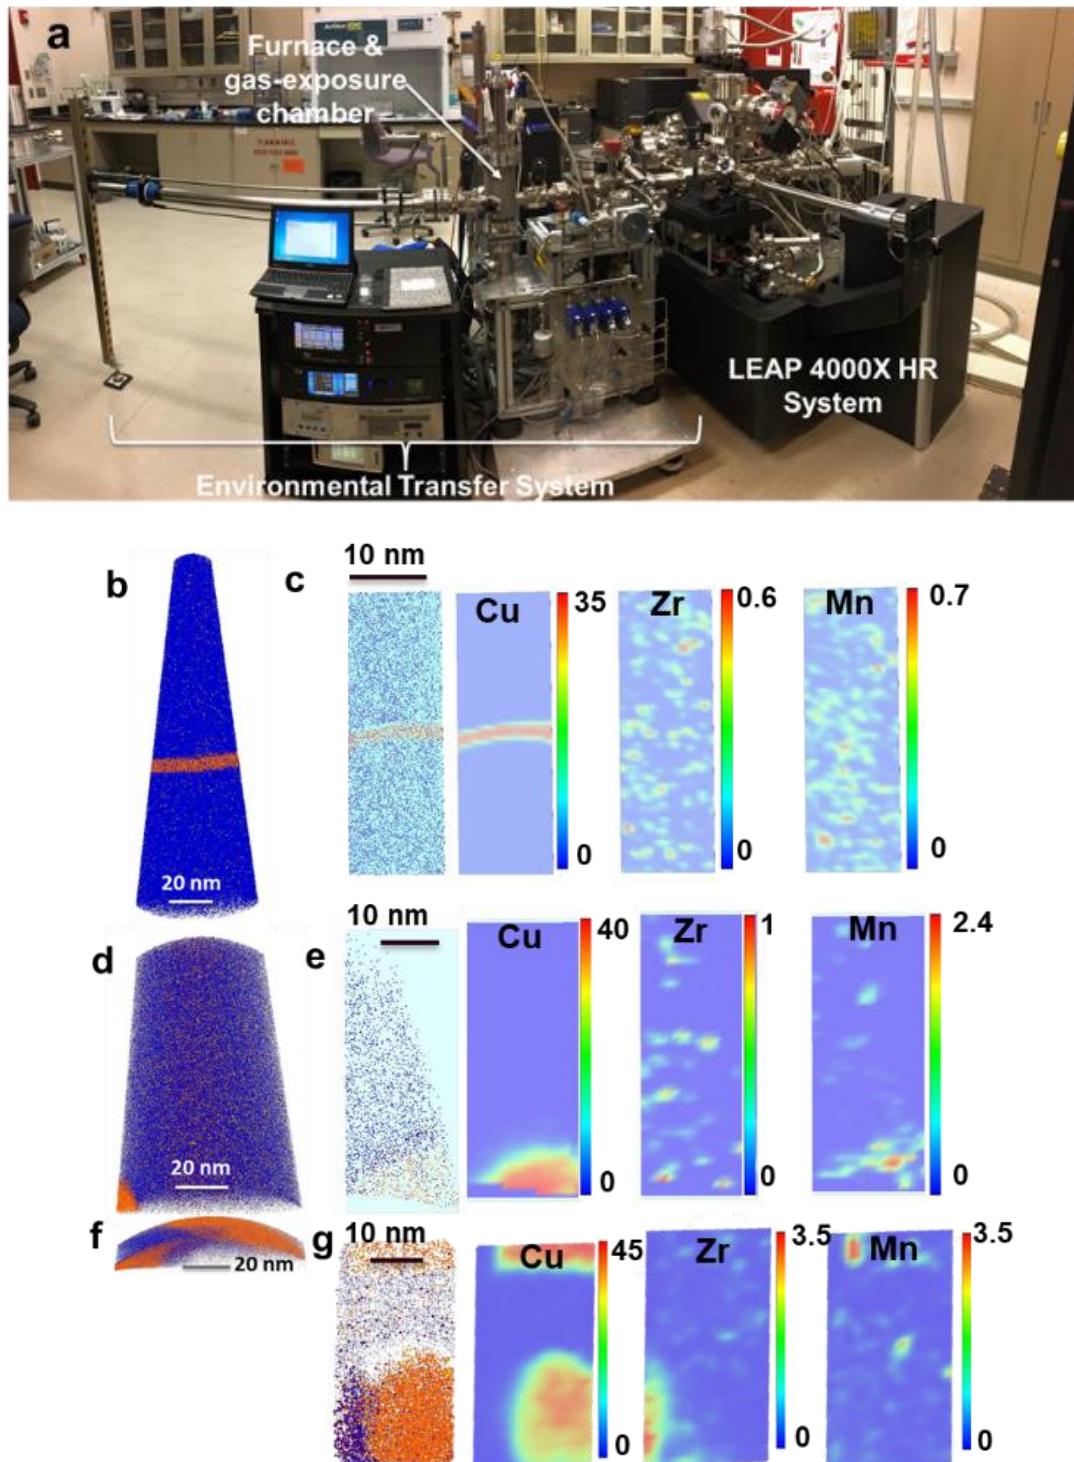 a
Furnace &
gas-exposure
chamber
LEAP 4000X HR
System
Environmental Transfer System
b
20 nm
c
10 nm
Cu
35
0
Zr
0.6
0
Mn
0.7
0
d
20 nm
e
10 nm
Cu
40
0
Zr
1
0
Mn
2.4
0
f
20 nm
g
10 nm
Cu
45
0
Zr
3.5
0
Mn
3.5
0